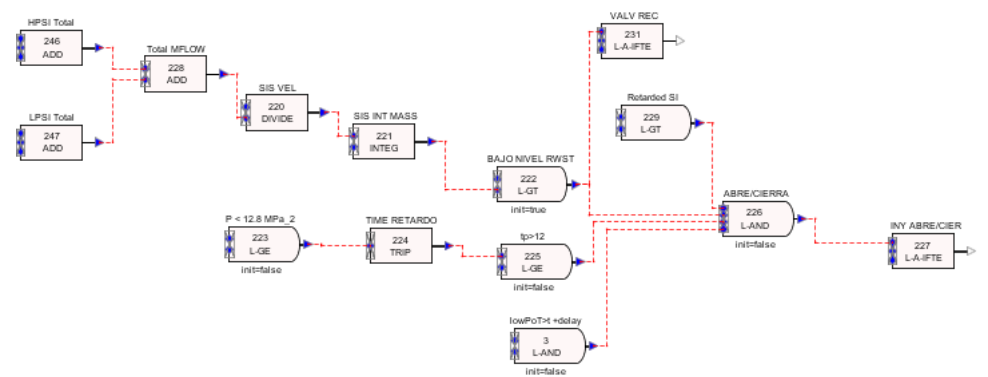 HPSI Total
246
ADD
LPSI Total
247
ADD
Total MFLOW
228
ADD
SIS VEL
220
DIVIDE
SIS INT MASS
221
INTEG
BAJO NIVEL RWST
222
L-GT
init=true
VALV REC
231
L-A-IFTE
Retarded SI
229
L-GT
P < 12.8 MPa_2
223
L-GE
init=false
TIME RETARDO
224
TRIP
tp>12
225
L-GE
init=false
lowPoT>t +delay
3
L-AND
init=false
ABRE/CIERRA
226
L-AND
init=false
INY ABRE/CIER
227
L-A-IFTE